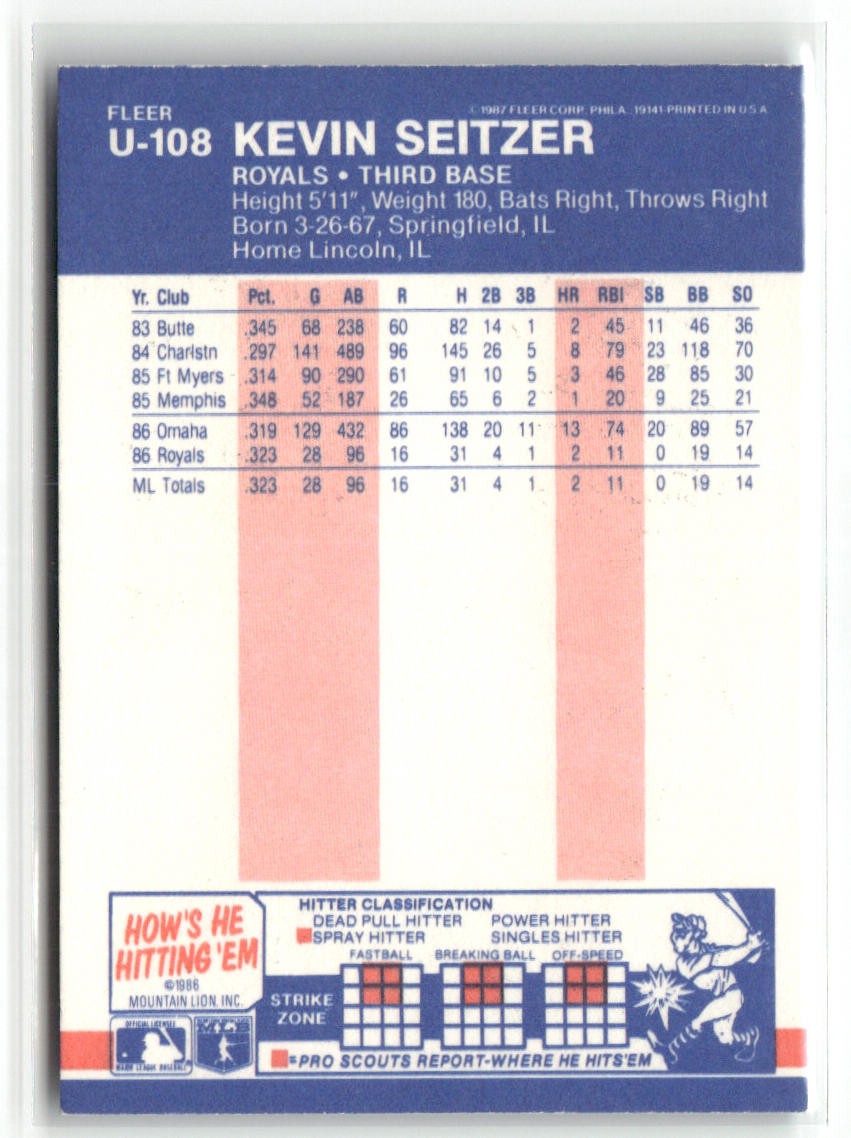 FLEER
© 1987 FLEER CORP. PHILA., 19141-PRINTED IN U.S.A.
U-108 KEVIN SEITZER
ROYALS • THIRD BASE
Height 5'11", Weight 180, Bats Right, Throws Right
Born 3-26-67, Springfield, IL
Home Lincoln, IL
Yr. Club Pct. G AB R H 2B 3B HR RBI SB BB SO
83 Butte .345 68 238 60 82 14 1 2 45 11 46 36
84 Charlstn .297 141 489 96 145 26 5 8 79 23 118 70
85 Ft Myers .314 90 290 61 91 10 5 3 46 28 85 30
85 Memphis .348 52 187 26 65 6 2 1 20 9 25 21
86 Omaha .319 129 432 86 138 20 11 13 74 20 89 57
86 Royals .323 28 96 16 31 4 1 2 11 0 19 14
ML Totals .323 28 96 16 31 4 1 2 11 0 19 14
HOW'S HE
HITTING 'EM
©1986
MOUNTAIN LION, INC.
OFFICIAL LICENSEE
MAJOR LEAGUE BASEBALL
HITTER CLASSIFICATION
DEAD PULL HITTER POWER HITTER
SPRAY HITTER SINGLES HITTER
FASTBALL BREAKING BALL OFF-SPEED
STRIKE
ZONE
=PRO SCOUTS REPORT-WHERE HE HITS'EM